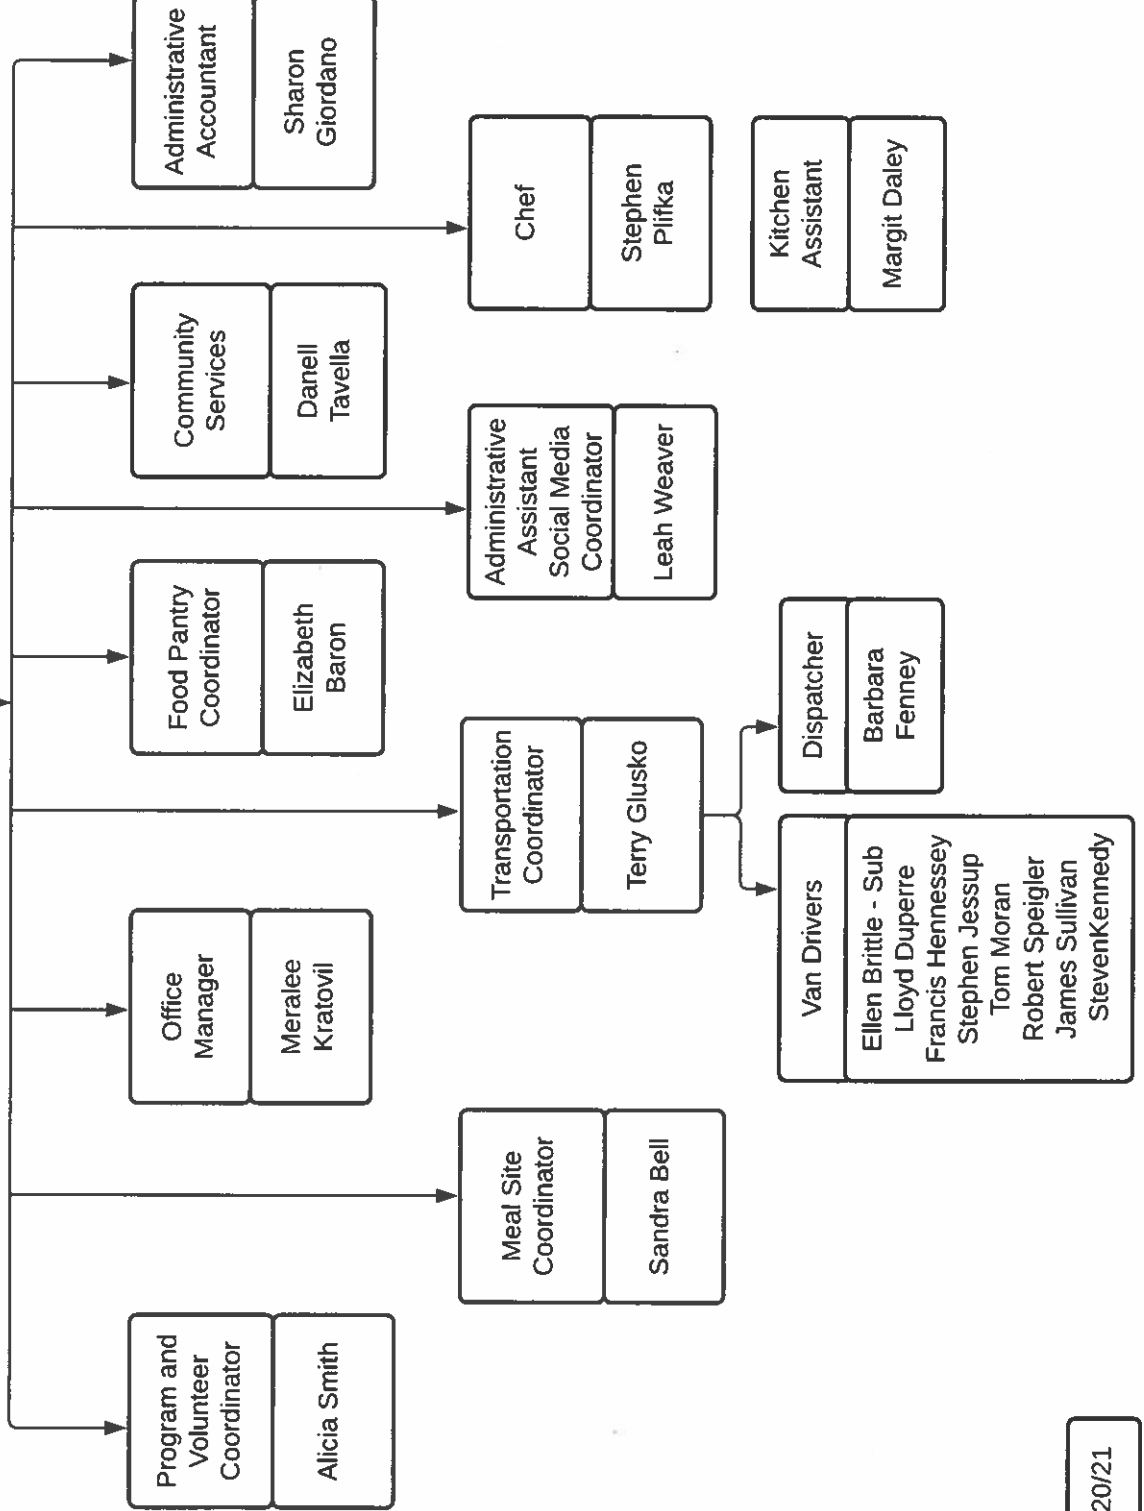 Program and
Volunteer
Coordinator
Alicia Smith
Office
Manager
Meralee
Kratovil
Food Pantry
Coordinator
Elizabeth
Baron
Community
Services
Danell
Tavella
Administrative
Accountant
Sharon
Giordano
Meal Site
Coordinator
Sandra Bell
Transportation
Coordinator
Terry Glusko
Administrative
Assistant
Social Media
Coordinator
Leah Weaver
Chef
Stephen
Plifka
Van Drivers
Ellen Brittle - Sub
Lloyd Duperre
Francis Hennessey
Stephen Jessup
Tom Moran
Robert Speigler
James Sullivan
StevenKennedy
Dispatcher
Barbara
Fenney
Kitchen
Assistant
Margit Daley
20/21